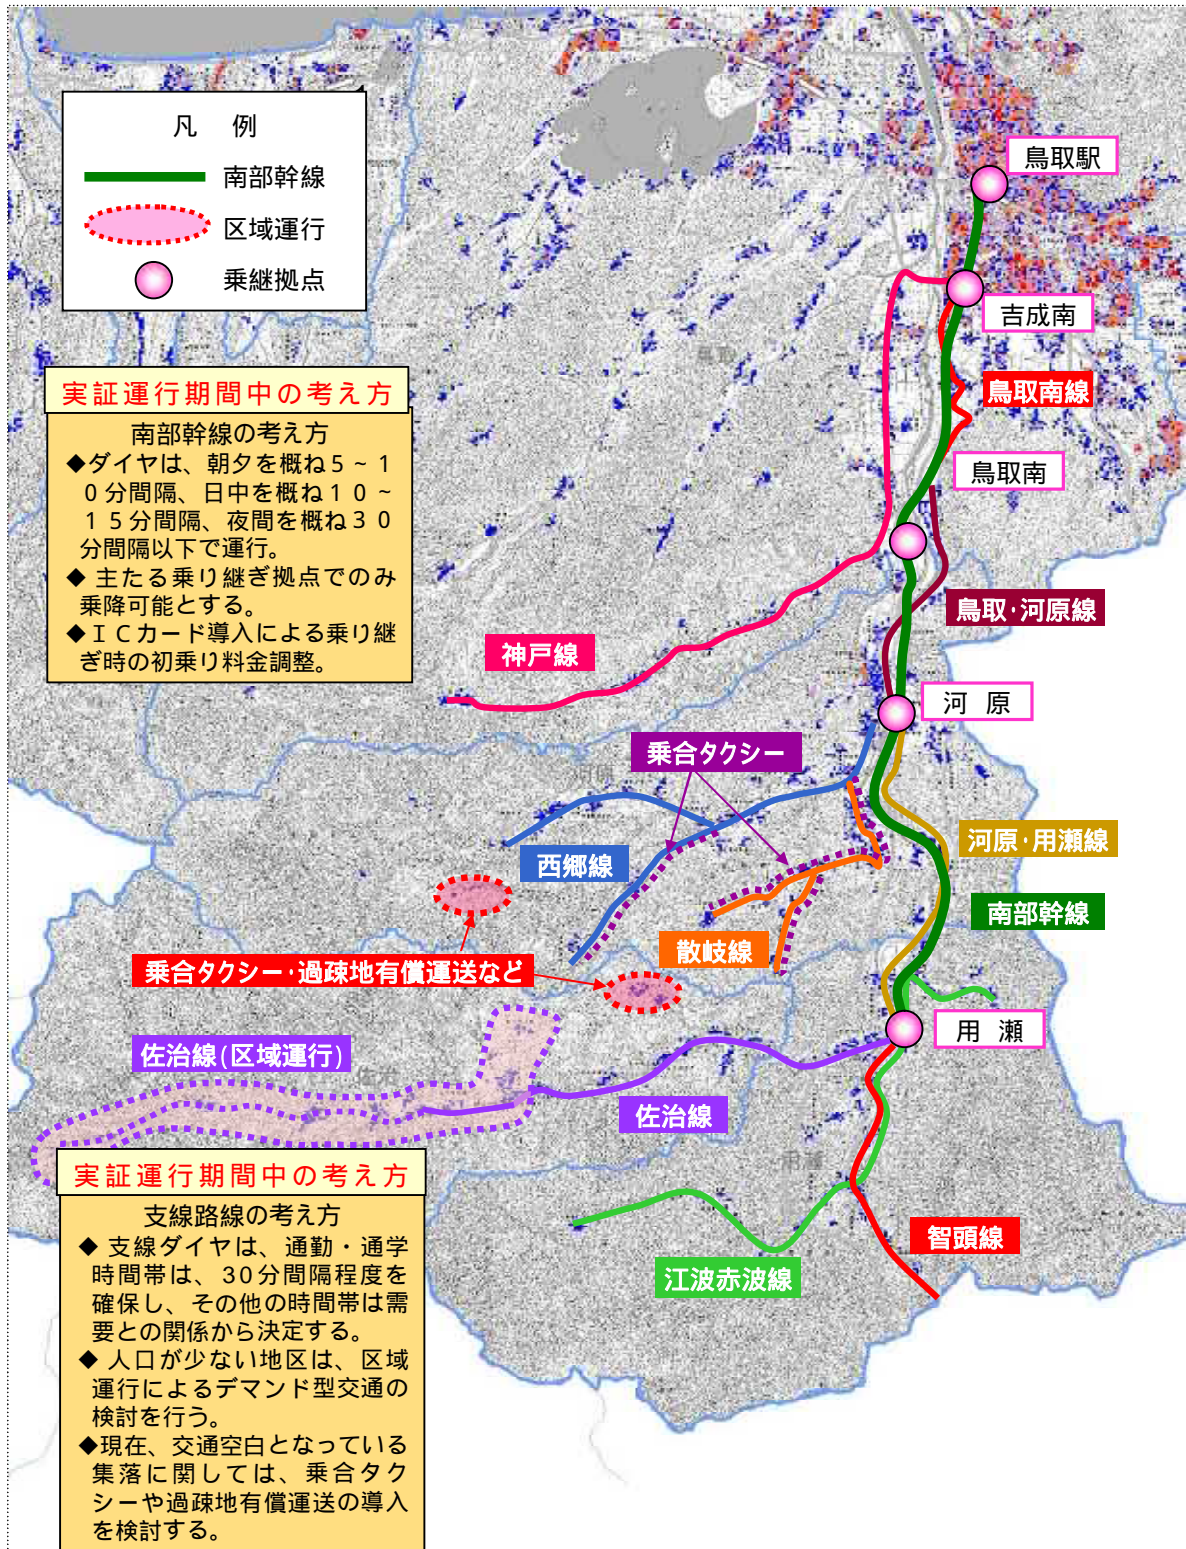 凡　例
南部幹線
区域運行
乗継拠点
鳥取駅
吉成南
鳥取南線
鳥取南
実証運行期間中の考え方
南部幹線の考え方
◆ダイヤは、朝夕を概ね５～１
０分間隔、日中を概ね１０～
１５分間隔、夜間を概ね３０
分間隔以下で運行。
◆ 主たる乗り継ぎ拠点でのみ
乗降可能とする。
◆ＩＣカード導入による乗り継
ぎ時の初乗り料金調整。
鳥取・河原線
神戸線
河　原
乗合タクシー
河原・用瀬線
西郷線
南部幹線
散岐線
乗合タクシー・過疎地有償運送など
用　瀬
佐治線(区域運行)
佐治線
実証運行期間中の考え方
支線路線の考え方
◆ 支線ダイヤは、通勤・通学
時間帯は、30分間隔程度を
確保し、その他の時間帯は需
要との関係から決定する。
◆ 人口が少ない地区は、区域
運行によるデマンド型交通の
検討を行う。
◆現在、交通空白となっている
集落に関しては、乗合タク
シーや過疎地有償運送の導入
を検討する。
智頭線
江波赤波線